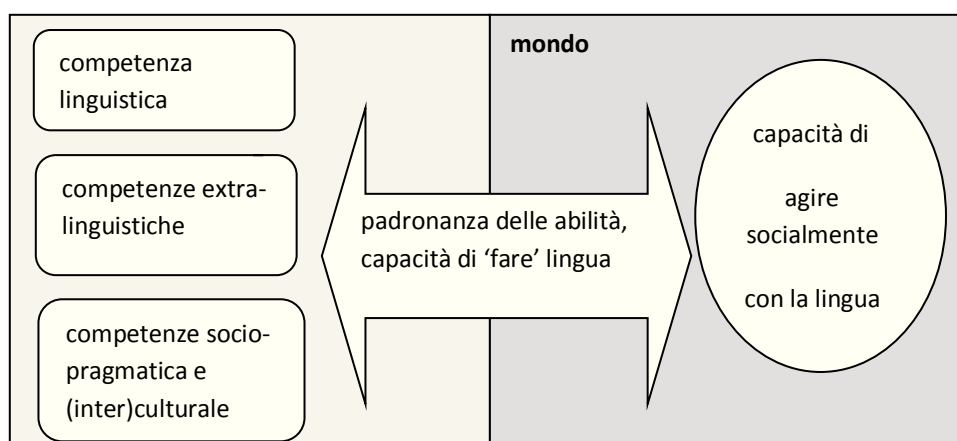 competenza
linguistica
competenze extra-
linguistiche
competenze socio-
pragmatica e
(inter)culturale
padronanza delle abilità,
capacità di ‘fare’ lingua
mondo
capacità di
agire
socialmente
con la lingua